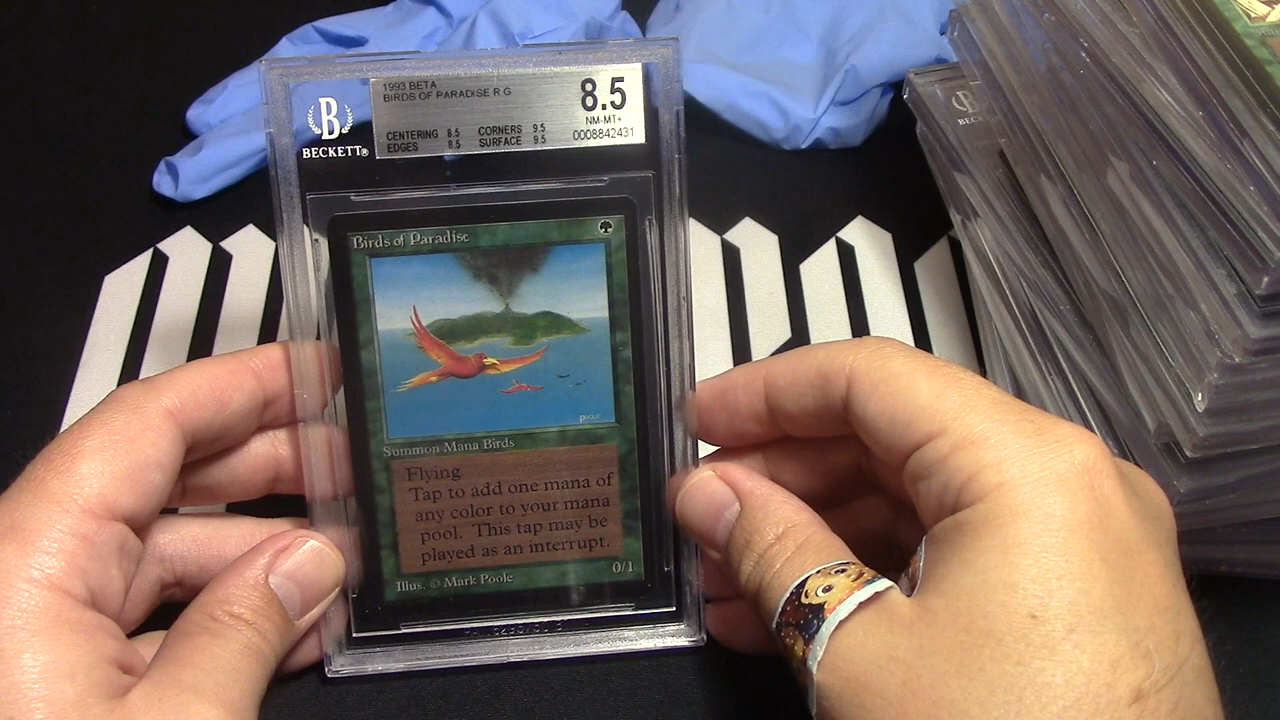 1993 BETA
BIRDS OF PARADISE R G
8.5
NM-MT+
CENTERING 8.5 CORNERS 9.5
EDGES 8.5 SURFACE 9.5
0008842431
B
BECKETT®
Birds of Paradise
Summon Mana Birds
Flying
Tap to add one mana of
any color to your mana
pool. This tap may be
played as an interrupt.
0/1
Illus. © Mark Poole